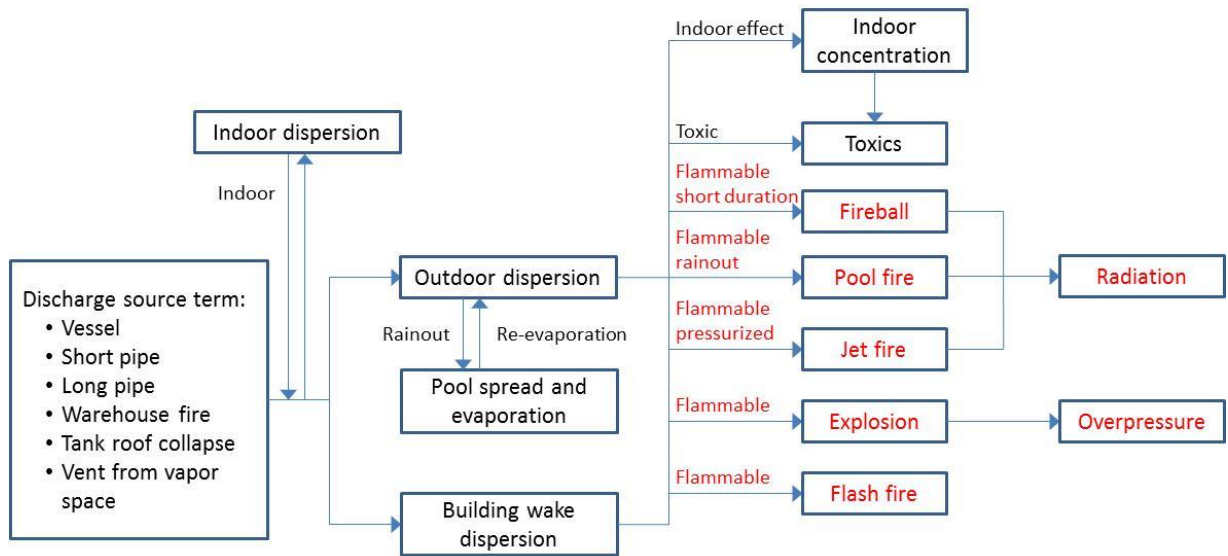 Discharge source term:
• Vessel
• Short pipe
• Long pipe
• Warehouse fire
• Tank roof collapse
• Vent from vapor
space
Indoor dispersion
Indoor
Outdoor dispersion
Rainout
Re-evaporation
Pool spread and
evaporation
Building wake
dispersion
Indoor effect
Indoor
concentration
Toxic
Toxics
Flammable
short duration
Fireball
Flammable
rainout
Pool fire
Flammable
pressurized
Jet fire
Radiation
Flammable
Explosion
Overpressure
Flammable
Flash fire